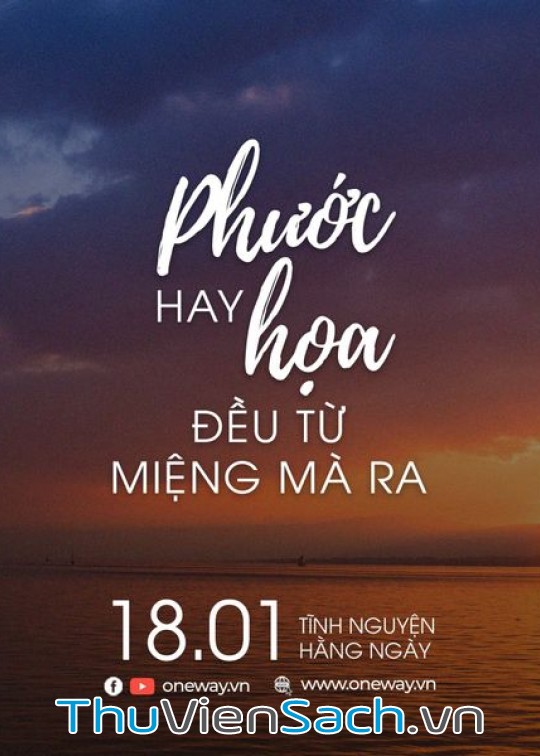 Phước
HAY họa
ĐỀU TỪ
MIỆNG MÀ RA
18.01 TĨNH NGUYỆN
HẰNG NGÀY
oneway.vn www.oneway.vn
ThuVienSach.vn